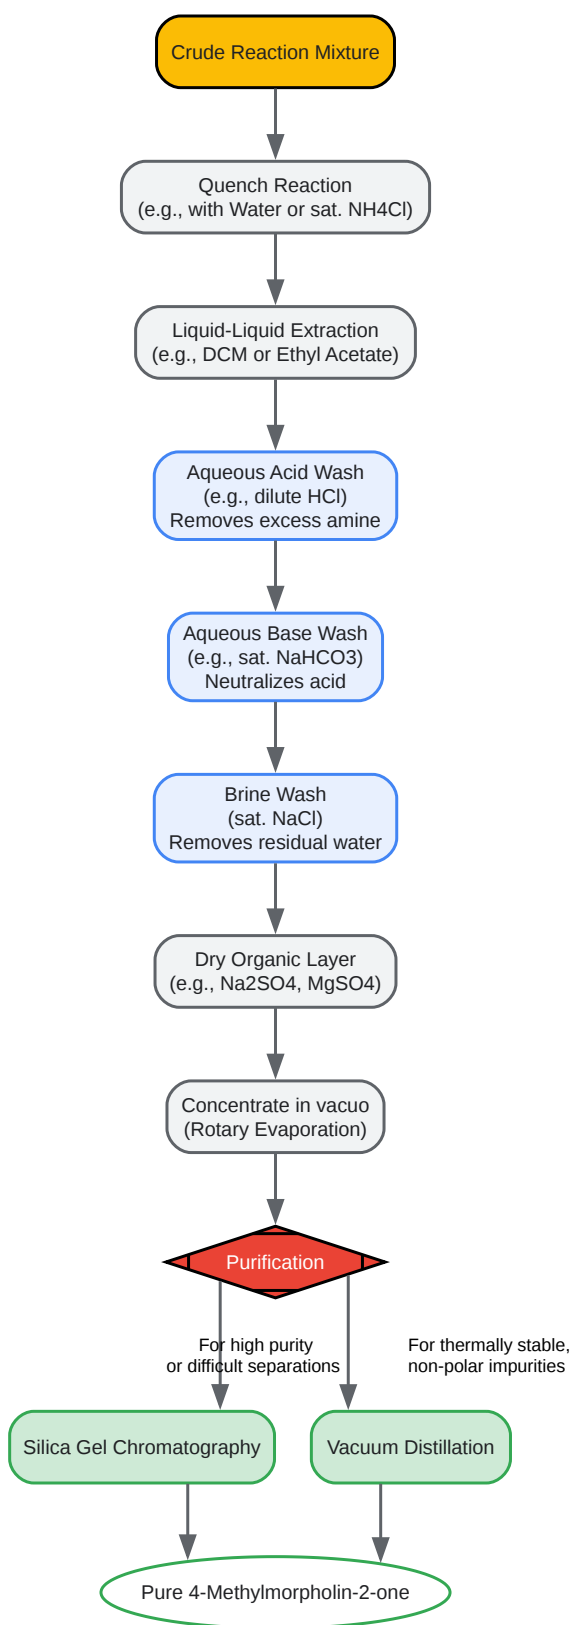 Crude Reaction Mixture
Quench Reaction
(e.g., with Water or sat. NH4Cl)
Liquid-Liquid Extraction
(e.g., DCM or Ethyl Acetate)
Aqueous Acid Wash
(e.g., dilute HCl)
Removes excess amine
Aqueous Base Wash
(e.g., sat. NaHCO3)
Neutralizes acid
Brine Wash
(sat. NaCl)
Removes residual water
Dry Organic Layer
(e.g., Na2SO4, MgSO4)
Concentrate in vacuo
(Rotary Evaporation)
Purification
For high purity
or difficult separations
For thermally stable,
non-polar impurities
Silica Gel Chromatography
Vacuum Distillation
Pure 4-Methylmorpholin-2-one